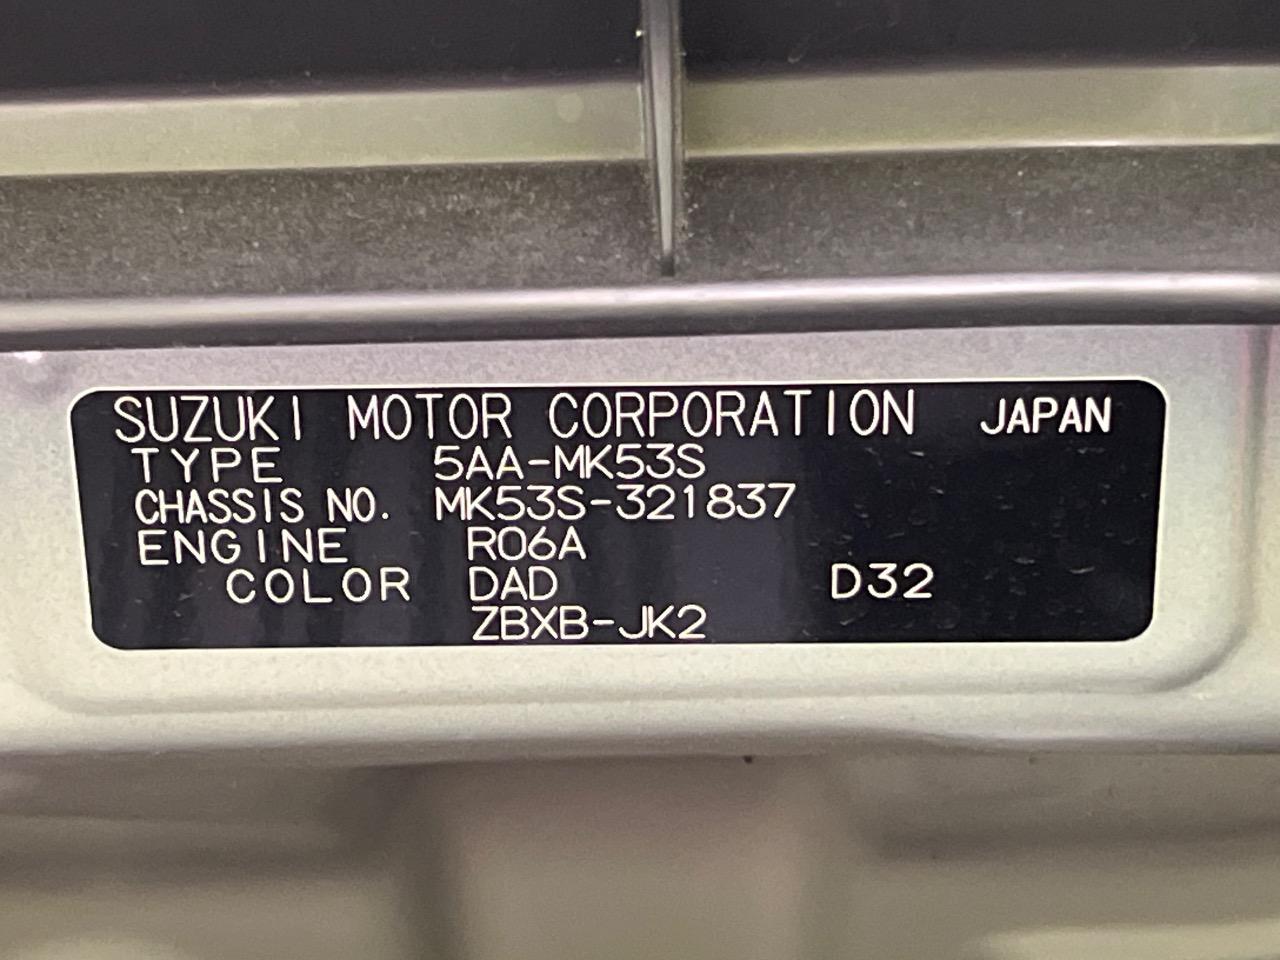 SUZUKI MOTOR CORPORATION JAPAN
TYPE 5AA-MK53S
CHASSIS NO. MK53S-321837
ENGINE R06A
COLOR DAD D32
ZBXB-JK2